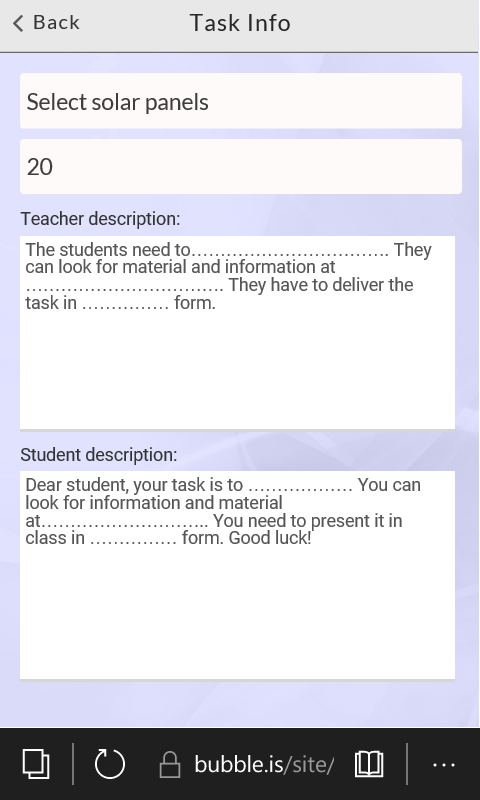 Back
Task Info
Select solar panels
20
Teacher description:
The students need to................................. They
can look for material and information at
................................. They have to deliver the
task in ............... form.
Student description:
Dear student, your task is to .................. You can
look for information and material
at............................ You need to present it in
class in ............... form. Good luck!
bubble.is/site/